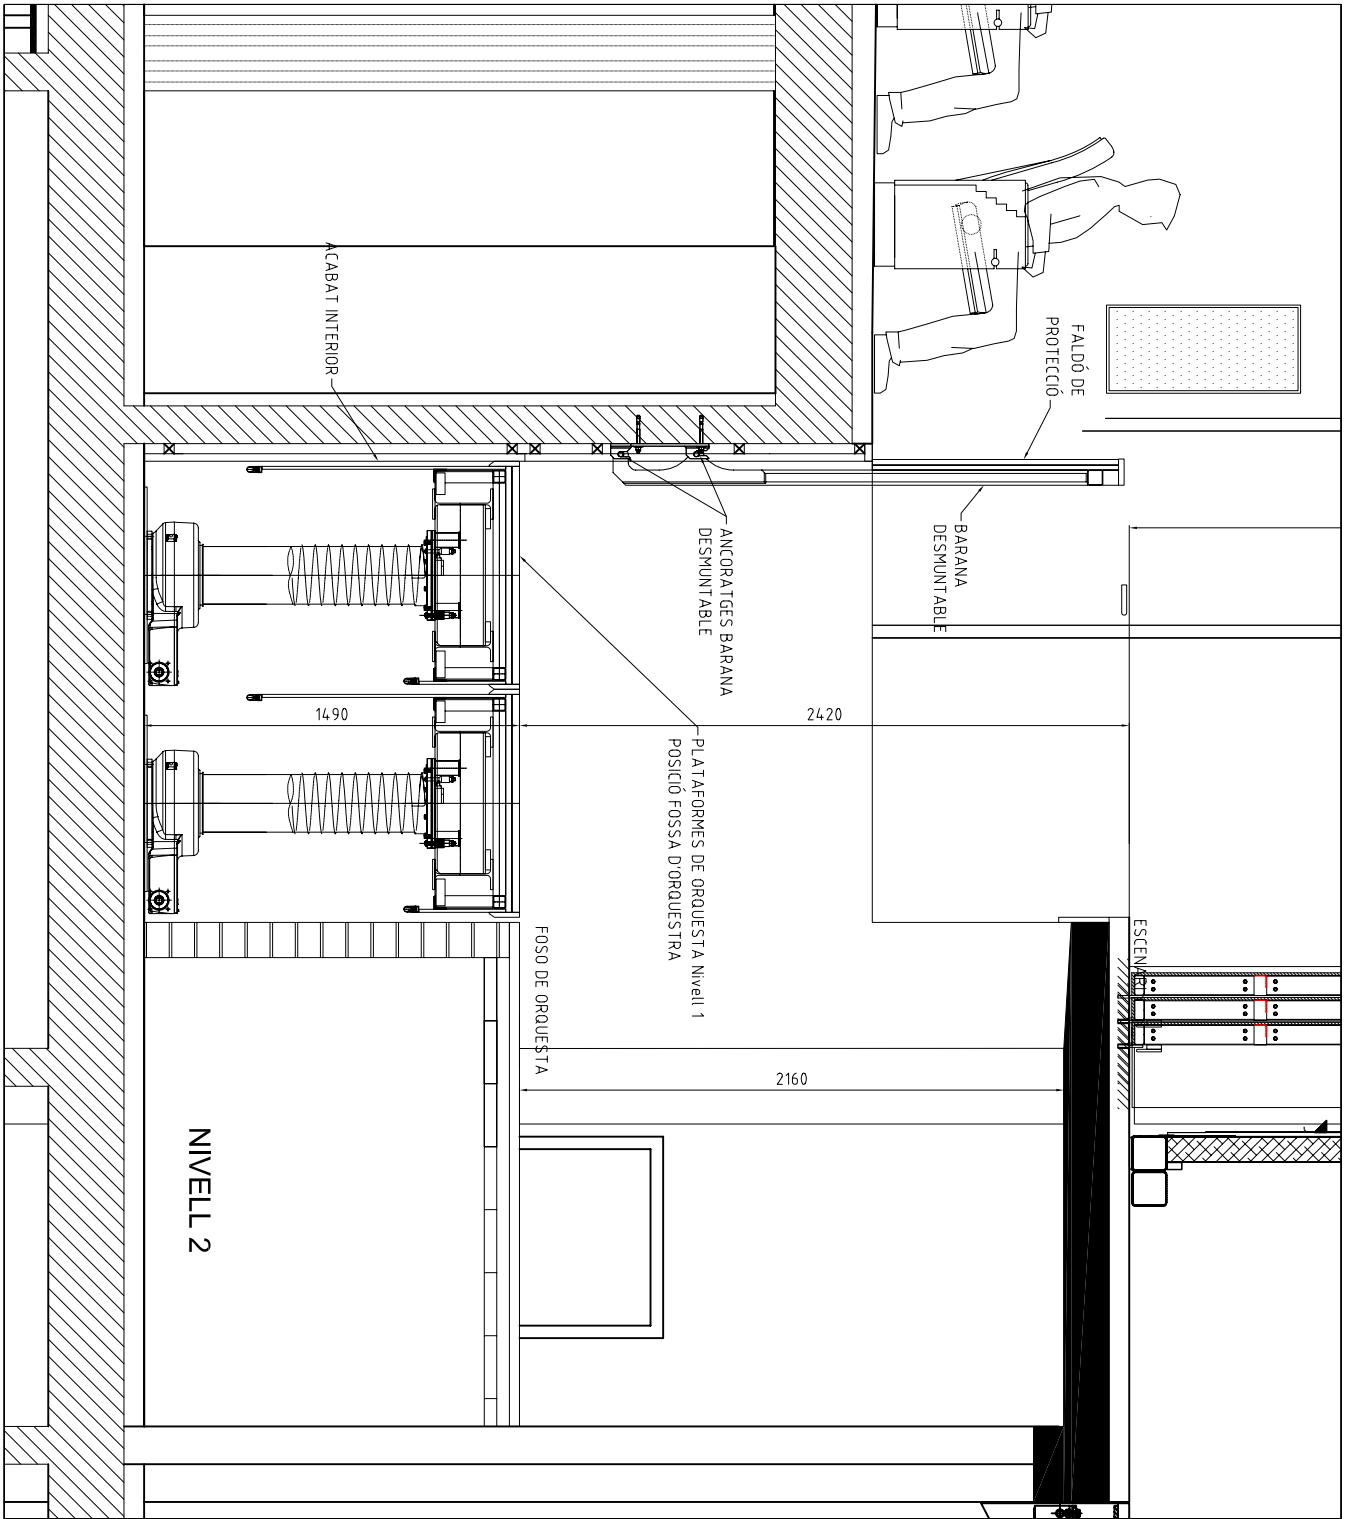 FALDÓ DE
PROTECCIÓ
ESCENARI
BARANA
DESMUNTABLE
2420
2160
ANCORATGES BARANA
DESMUNTABLE
PLATAFORMES DE ORQUESTA Nivell 1
POSICIÓ FOSSA D'ORQUESTRA
FOSO DE ORQUESTA
ACABAT INTERIOR
1490
NIVELL 2